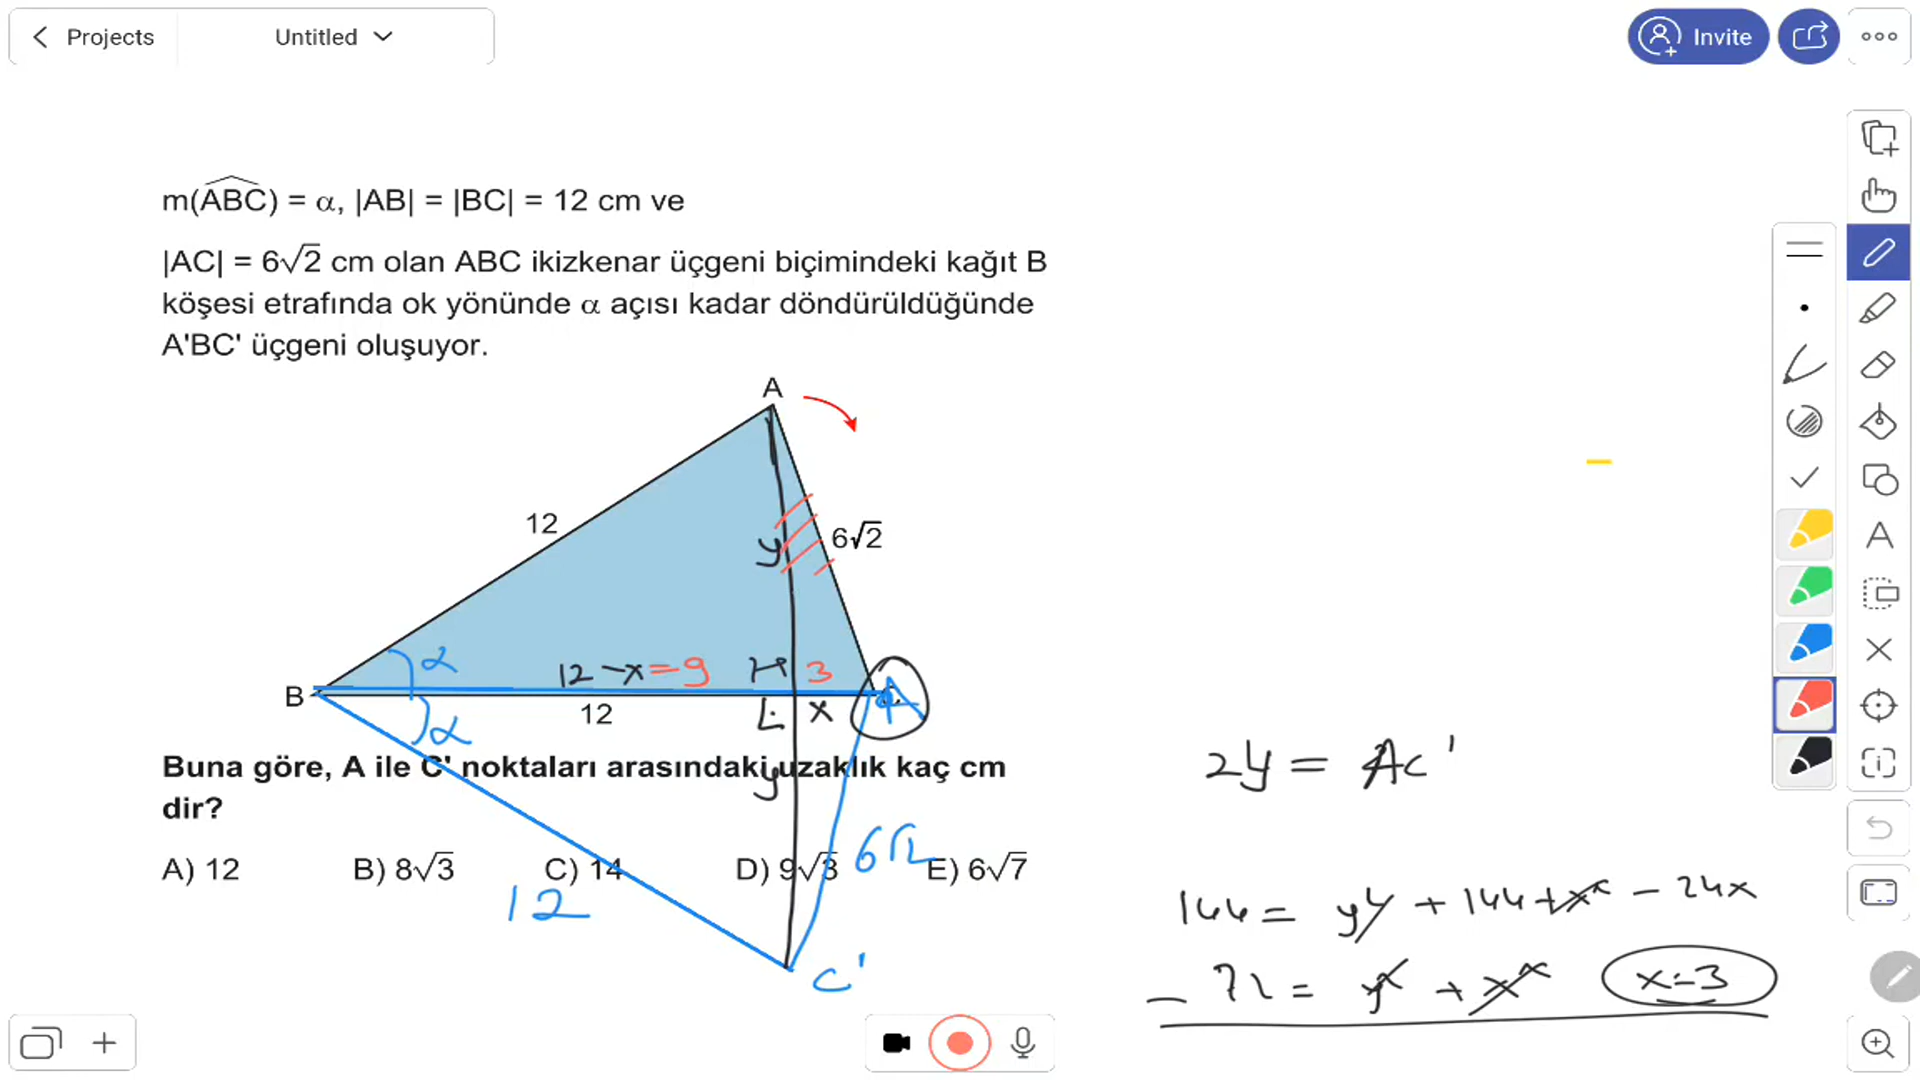 Projects
Untitled
Invite
m(ABC) = α, |AB| = |BC| = 12 cm ve
|AC| = 6√2 cm olan ABC ikizkenar üçgeni biçimindeki kağıt B
köşesi etrafında ok yönünde α açısı kadar döndürüldüğünde
A'BC' üçgeni oluşuyor.
A
12
y
6√2
α
12 - x = 9
H
3
B
12
x
A
α
Buna göre, A ile C' noktaları arasındaki uzaklık kaç cm
dir?
y
2y = AC'
A) 12
B) 8√3
C) 14
D) 9√3
E) 6√7
6√2
12
C'
144 = y² + 144 + x² - 24x
- 72 = y² + x²
x = 3
A